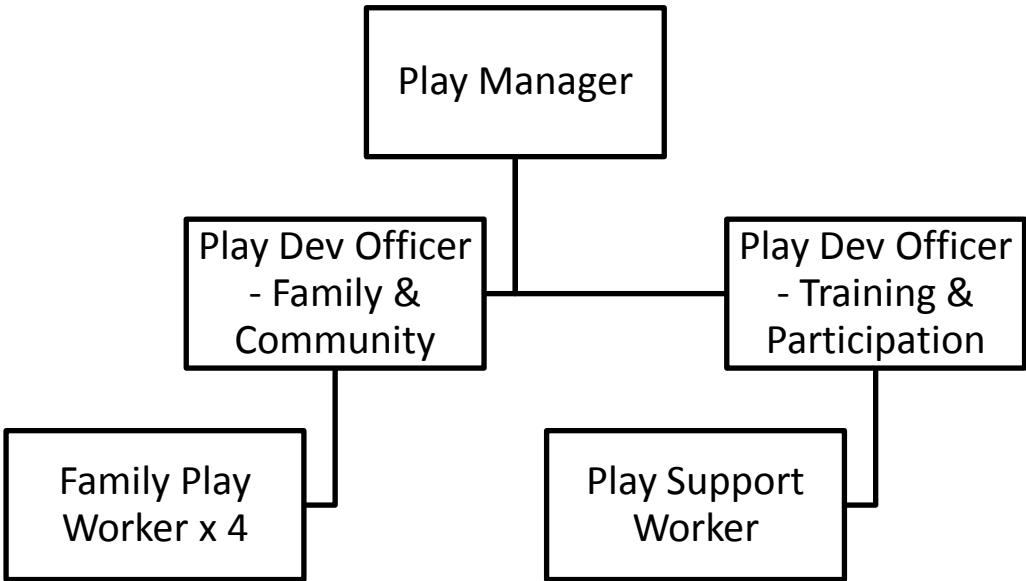 Play Manager
Play Dev Officer
- Family &
Community
Play Dev Officer
- Training &
Participation
Family Play
Worker x 4
Play Support
Worker